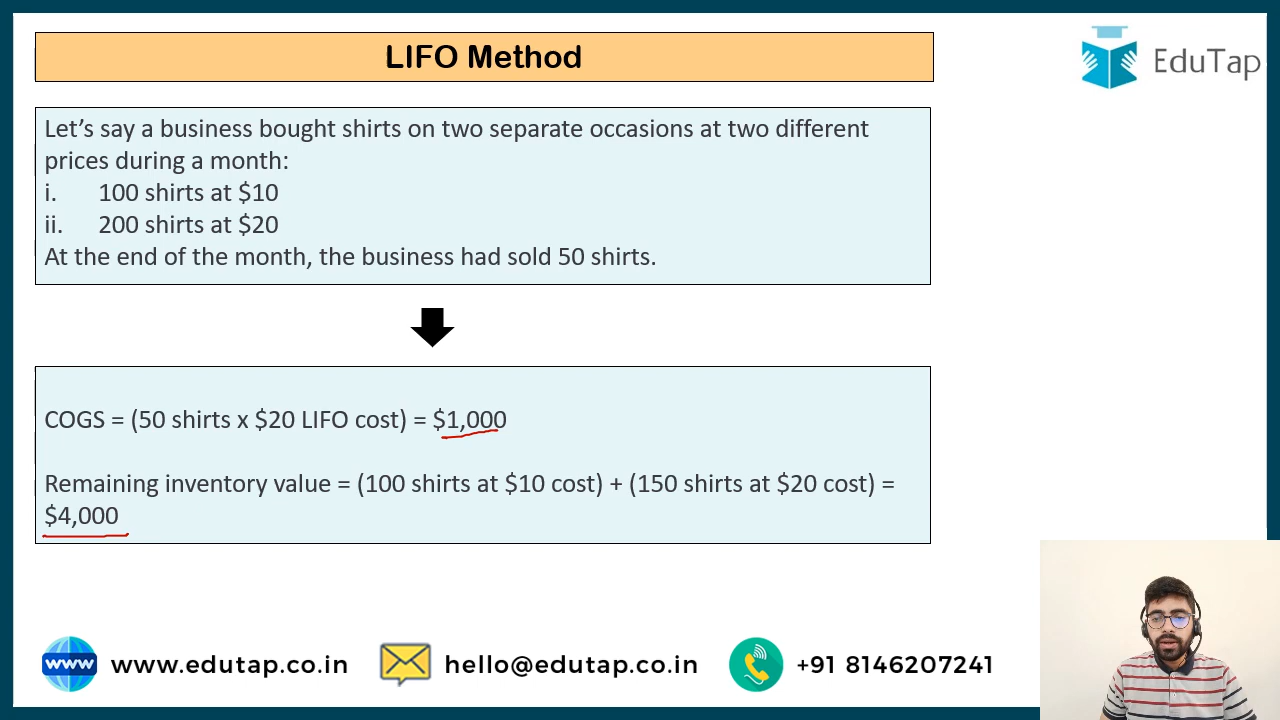 LIFO Method
EduTap
Let’s say a business bought shirts on two separate occasions at two different
prices during a month:
i. 100 shirts at $10
ii. 200 shirts at $20
At the end of the month, the business had sold 50 shirts.
COGS = (50 shirts x $20 LIFO cost) = $1,000
Remaining inventory value = (100 shirts at $10 cost) + (150 shirts at $20 cost) =
$4,000
www www.edutap.co.in hello@edutap.co.in +91 8146207241